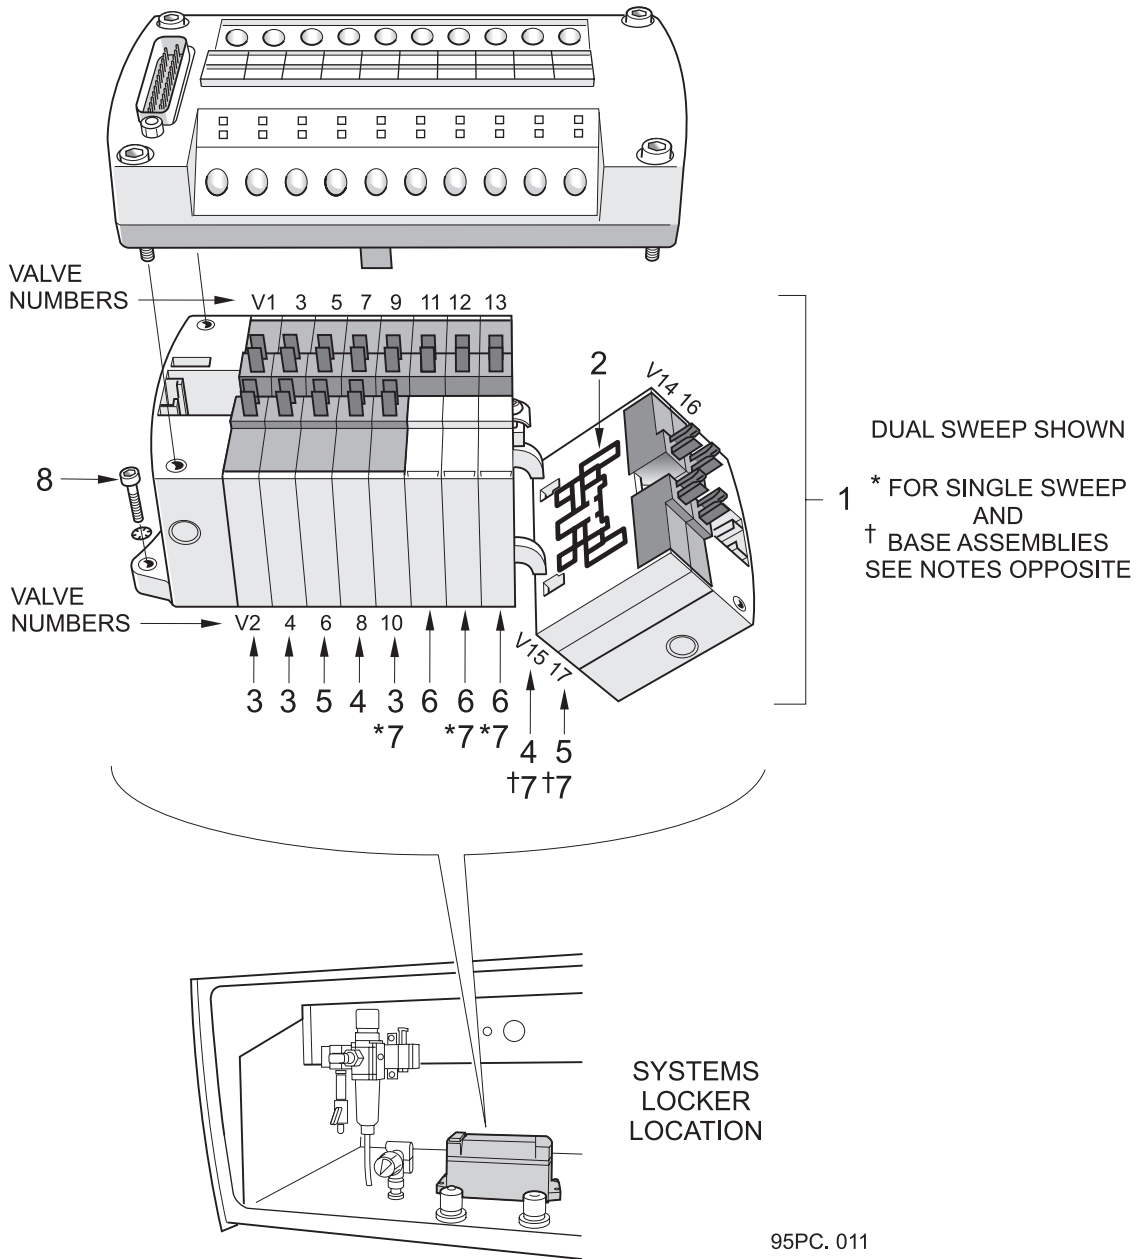 VALVE
NUMBERS
V1 3 5 7 9 11 12 13
2
V14 16
DUAL SWEEP SHOWN
8
1
* FOR SINGLE SWEEP
AND
† BASE ASSEMBLIES
SEE NOTES OPPOSITE
VALVE
NUMBERS
V2 4 6 8 10
V15 17
3 3 5 4 3 6 6 6
*7 *7 *7
4 5
†7 †7
SYSTEMS
LOCKER
LOCATION
95PC. 011